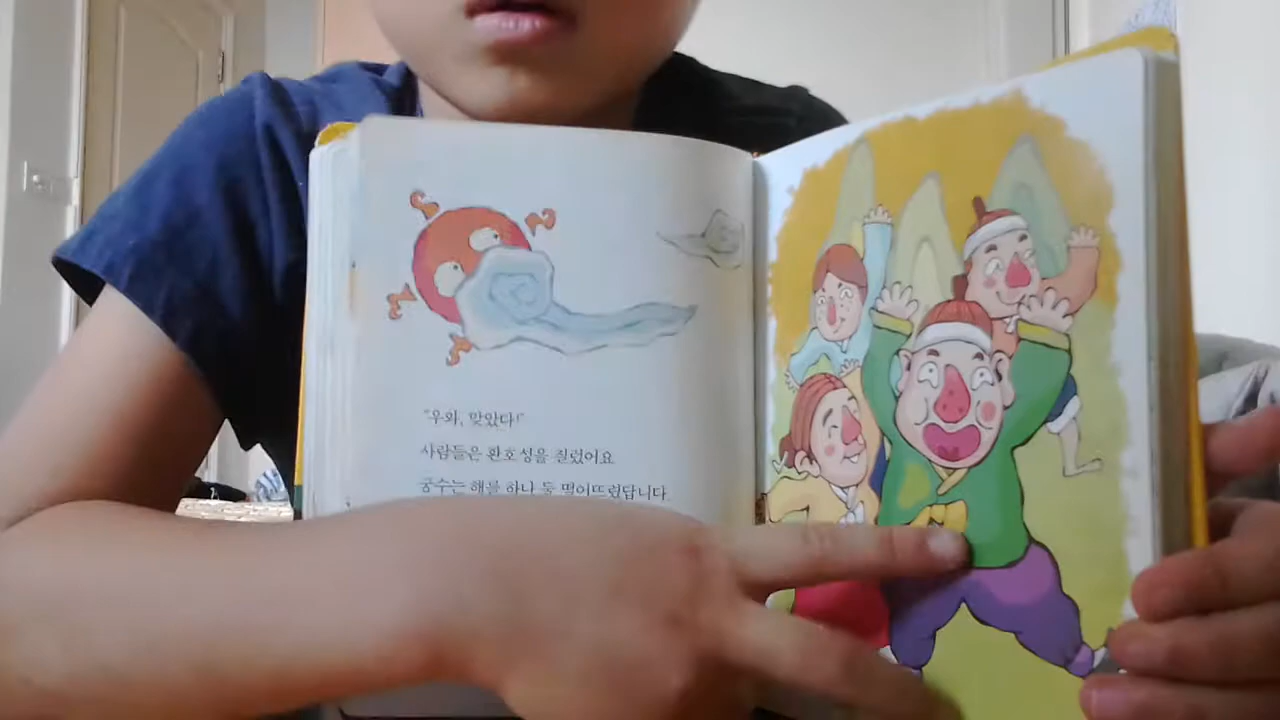 "우와, 맞았다!"
사람들은 환호성을 질렀어요
궁수는 해를 하나 둘 떨어뜨렸답니다.